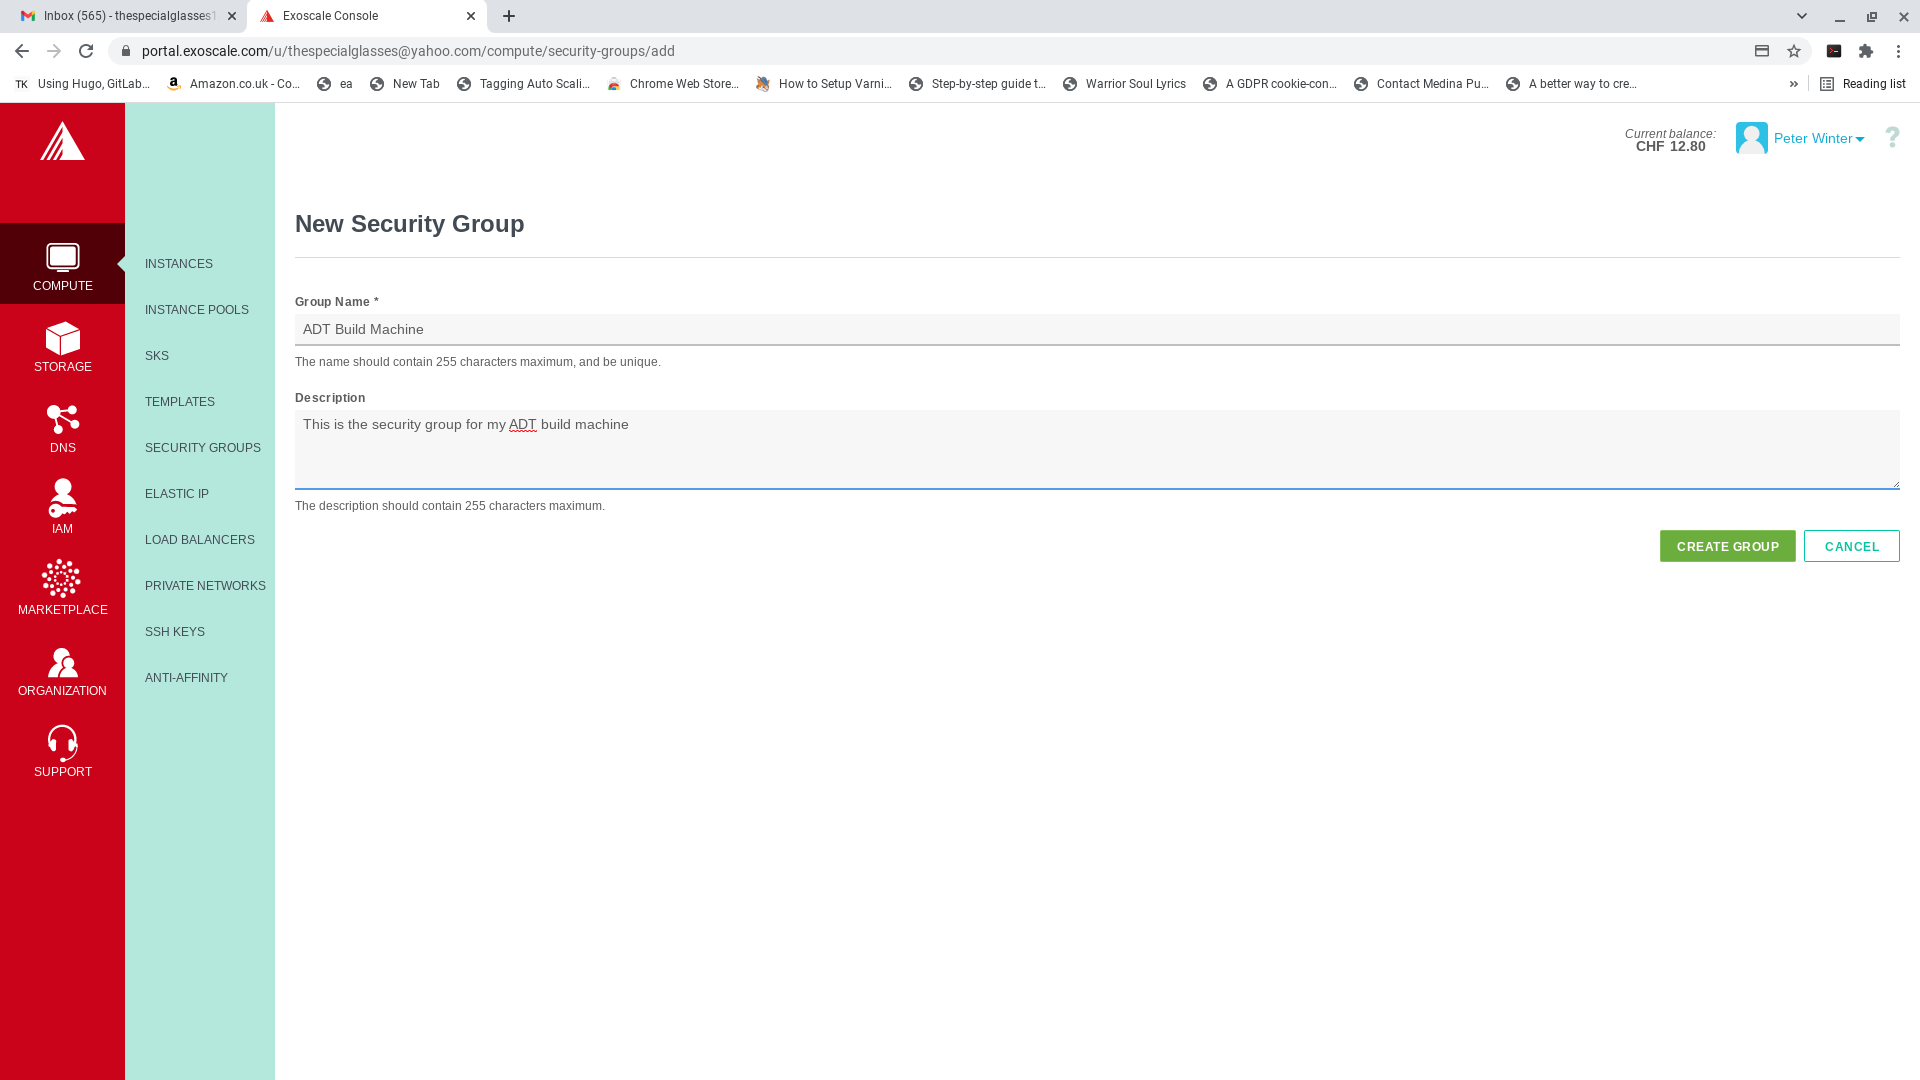 Inbox (565) - thespecialglasses1
Exoscale Console
portal.exoscale.com/u/thespecialglasses@yahoo.com/compute/security-groups/add
TK Using Hugo, GitLab...
Amazon.co.uk - Co...
ea
New Tab
Tagging Auto Scali...
Chrome Web Store...
How to Setup Varni...
Step-by-step guide t...
Warrior Soul Lyrics
A GDPR cookie-con...
Contact Medina Pu...
A better way to cre...
»
Reading list
Current balance:
CHF 12.80
Peter Winter
?
COMPUTE
STORAGE
DNS
IAM
MARKETPLACE
ORGANIZATION
SUPPORT
INSTANCES
INSTANCE POOLS
SKS
TEMPLATES
SECURITY GROUPS
ELASTIC IP
LOAD BALANCERS
PRIVATE NETWORKS
SSH KEYS
ANTI-AFFINITY
New Security Group
Group Name *
ADT Build Machine
The name should contain 255 characters maximum, and be unique.
Description
This is the security group for my ADT build machine
The description should contain 255 characters maximum.
CREATE GROUP
CANCEL